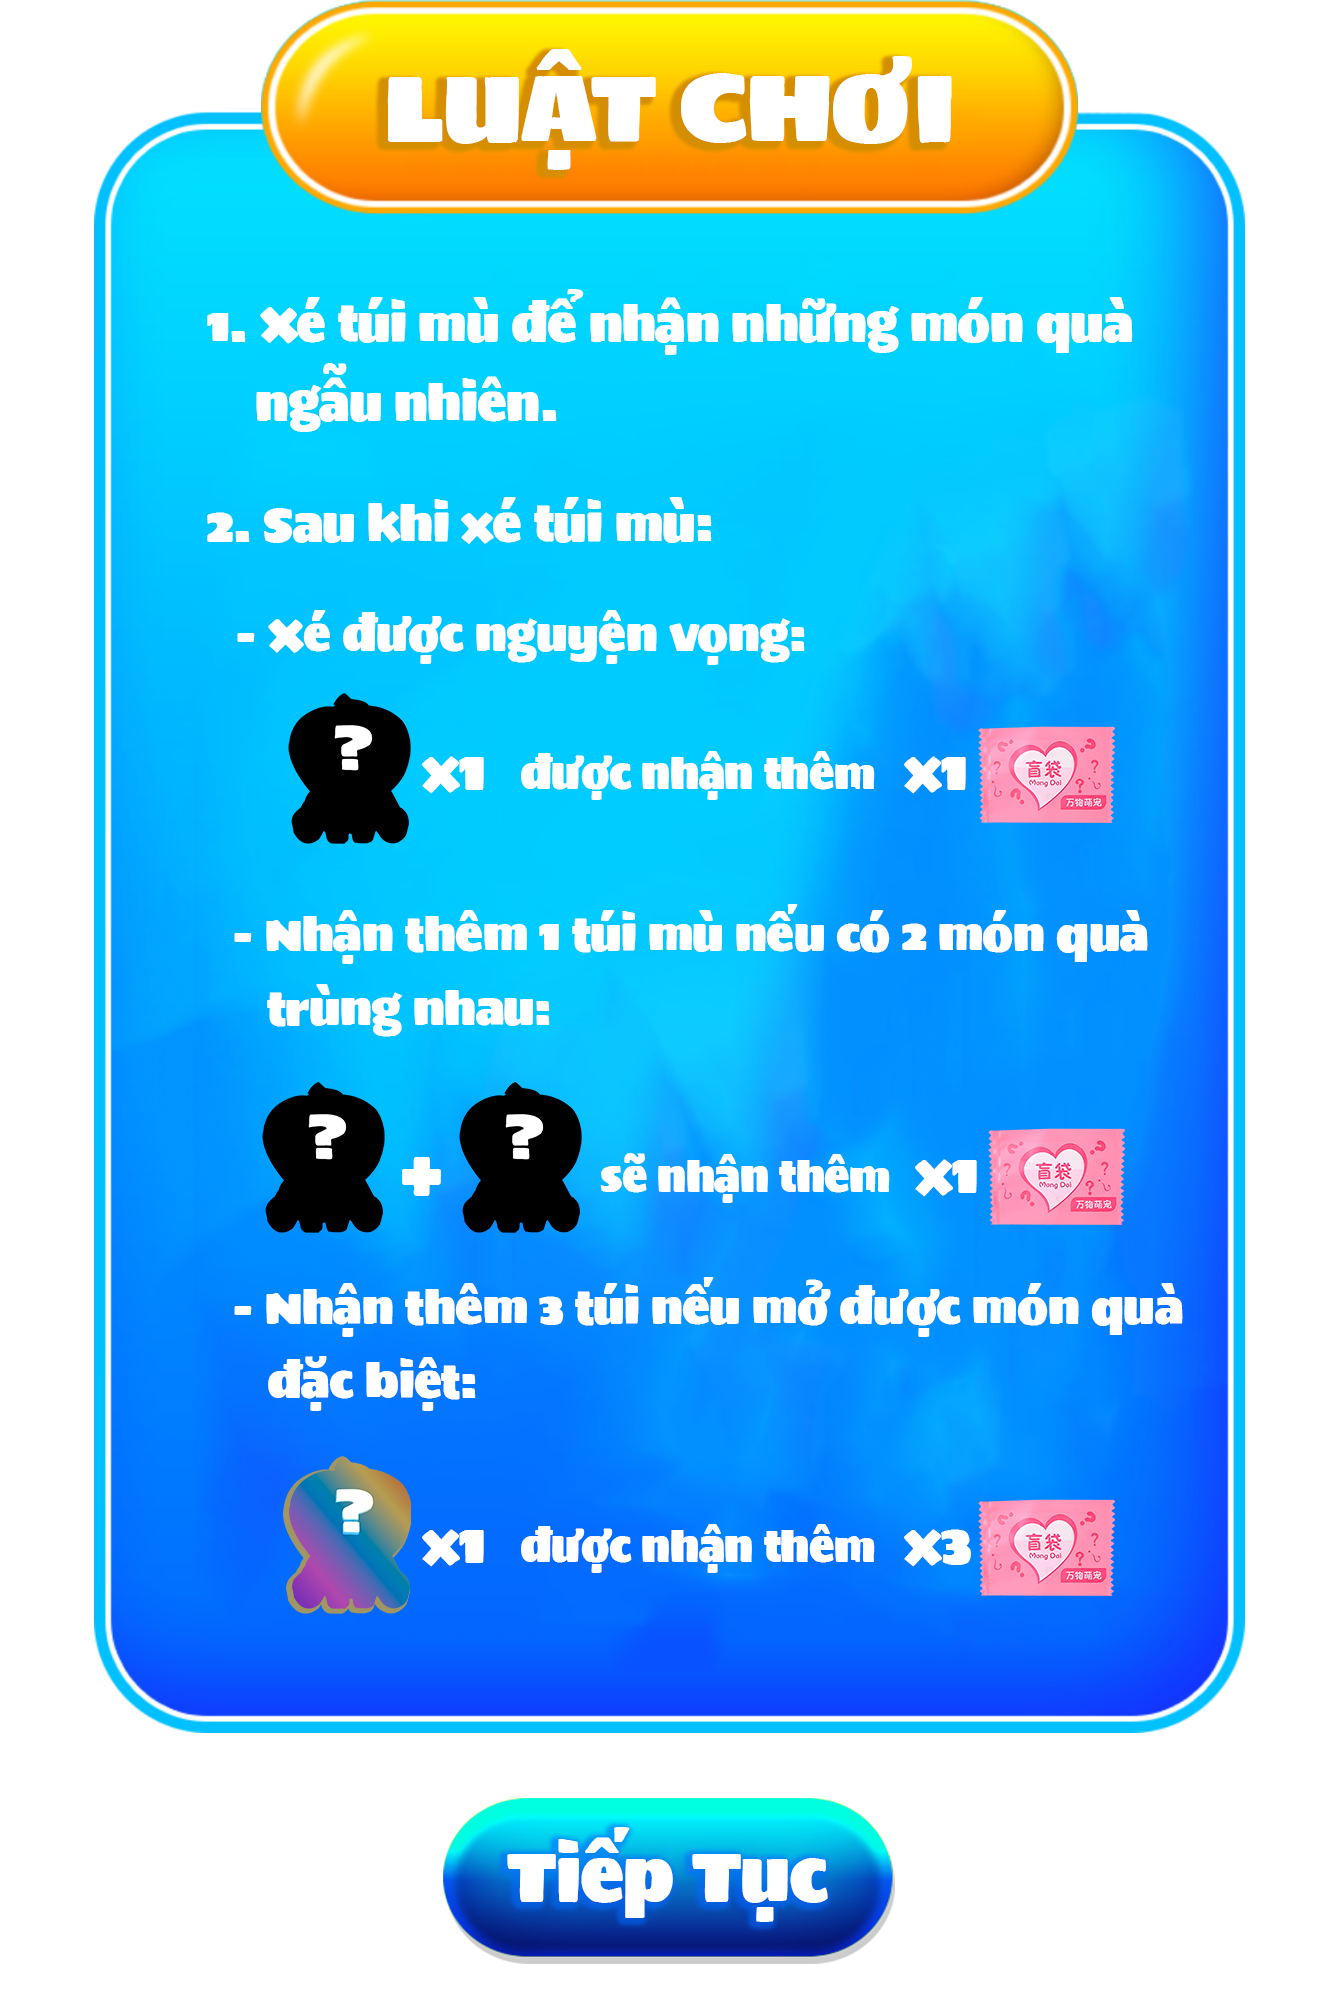 LUẬT CHƠI
1. Xé túi mù để nhận những món quà
ngẫu nhiên.
2. Sau khi xé túi mù:
- Xé được nguyện vọng:
?
x1 được nhận thêm x1
盲袋
Mang Dai
万物萌宠
- Nhận thêm 1 túi mù nếu có 2 món quà
trùng nhau:
? + ?
sẽ nhận thêm x1
盲袋
Mang Dai
万物萌宠
- Nhận thêm 3 túi nếu mở được món quà
đặc biệt:
?
x1 được nhận thêm x3
盲袋
Mang Dai
万物萌宠
Tiếp Tục